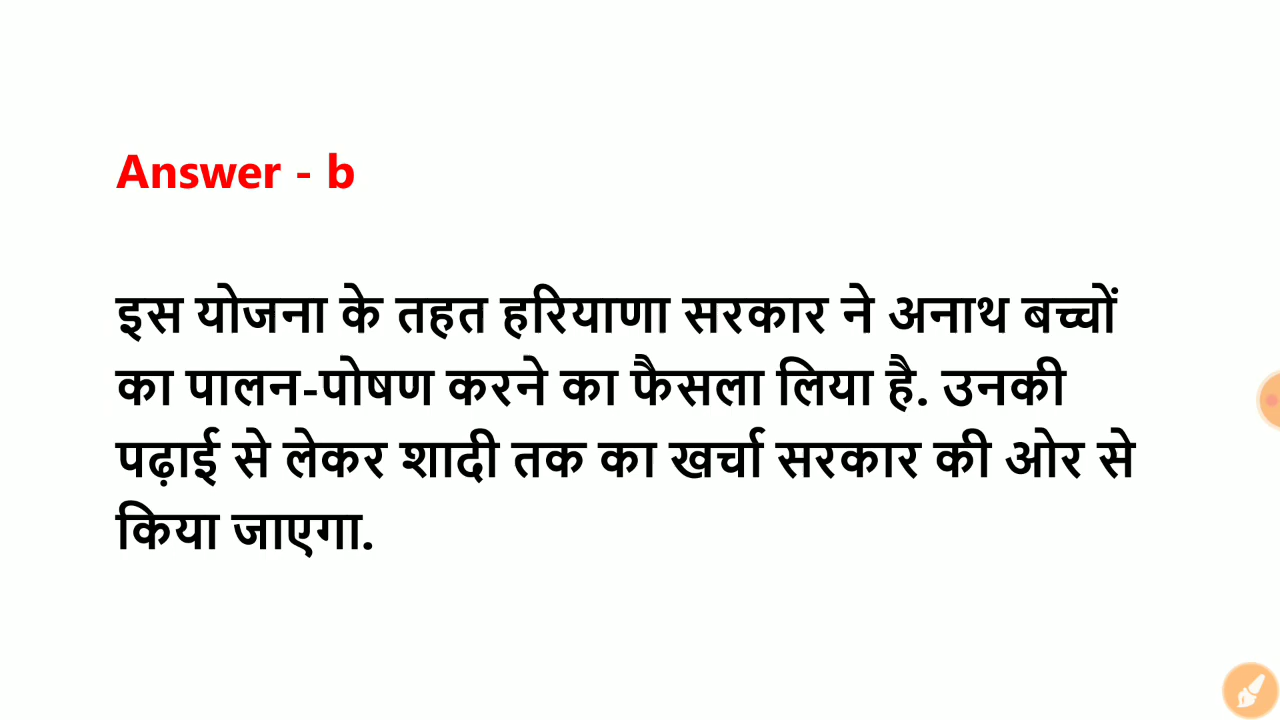 Answer - b
इस योजना के तहत हरियाणा सरकार ने अनाथ बच्चों
का पालन-पोषण करने का फैसला लिया है. उनकी
पढ़ाई से लेकर शादी तक का खर्चा सरकार की ओर से
किया जाएगा.